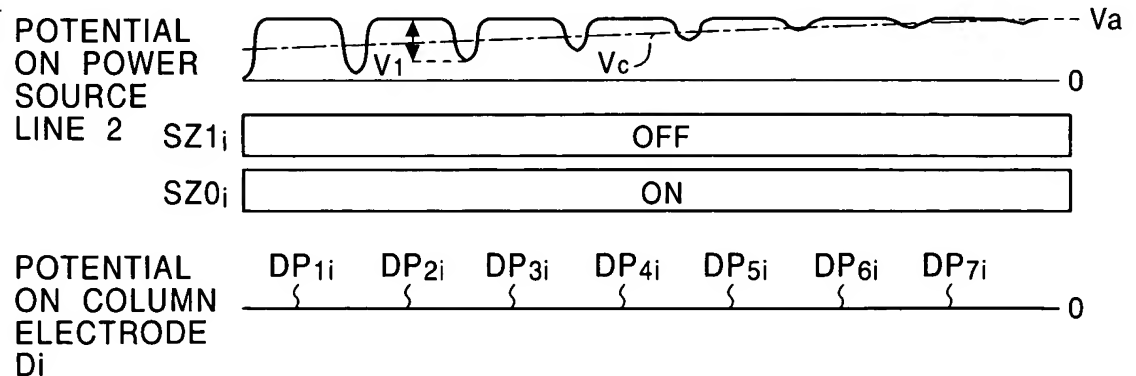 POTENTIAL
ON POWER
SOURCE
LINE 2
V1
Vc
Va
0
SZ1i
OFF
SZ0i
ON
POTENTIAL
ON COLUMN
ELECTRODE
Di
DP1i DP2i DP3i DP4i DP5i DP6i DP7i
0